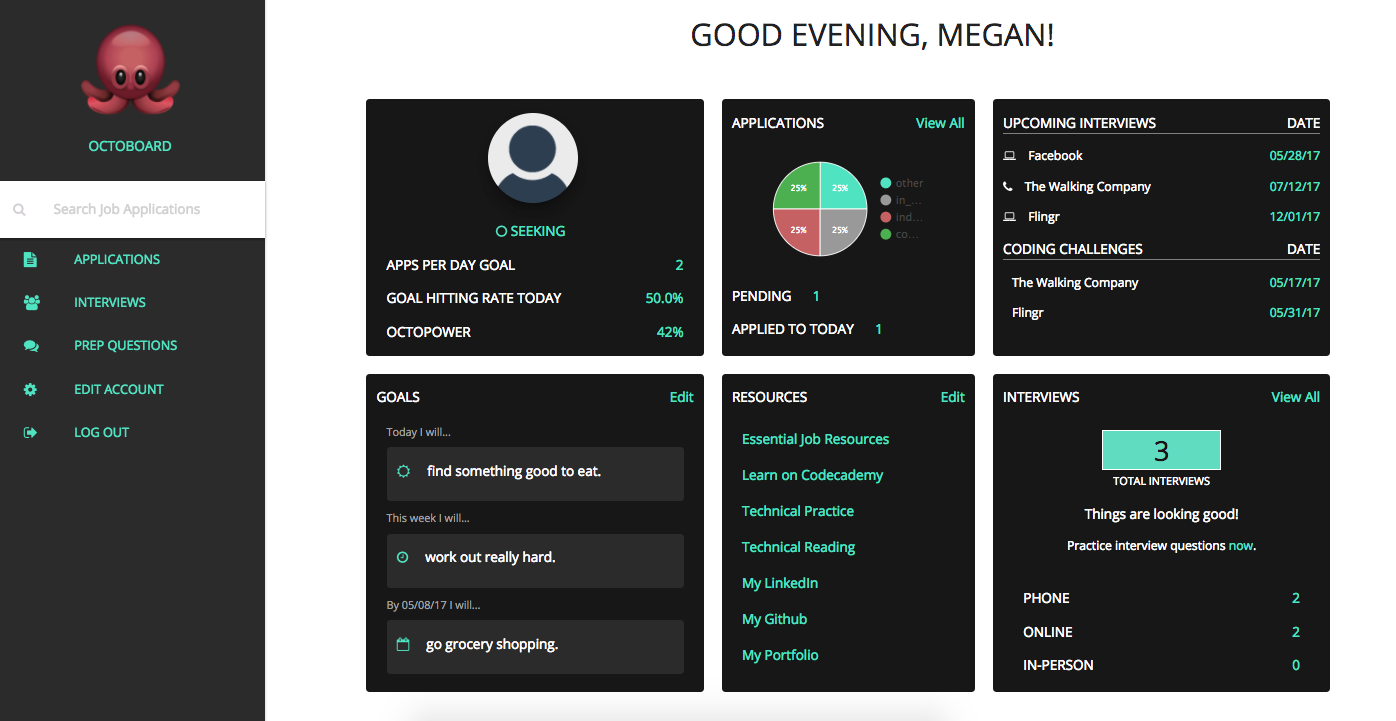 GOOD EVENING, MEGAN!
OCTOBOARD
Search Job Applications
APPLICATIONS
INTERVIEWS
PREP QUESTIONS
EDIT ACCOUNT
LOG OUT
SEEKING
APPS PER DAY GOAL 2
GOAL HITTING RATE TODAY 50.0%
OCTOPOWER 42%
APPLICATIONS View All
25% 25%
25% 25%
other
in_...
ind...
co...
PENDING 1
APPLIED TO TODAY 1
UPCOMING INTERVIEWS DATE
Facebook 05/28/17
The Walking Company 07/12/17
Flingr 12/01/17
CODING CHALLENGES DATE
The Walking Company 05/17/17
Flingr 05/31/17
GOALS Edit
Today I will...
find something good to eat.
This week I will...
work out really hard.
By 05/08/17 I will...
go grocery shopping.
RESOURCES Edit
Essential Job Resources
Learn on Codecademy
Technical Practice
Technical Reading
My LinkedIn
My Github
My Portfolio
INTERVIEWS View All
3
TOTAL INTERVIEWS
Things are looking good!
Practice interview questions now.
PHONE 2
ONLINE 2
IN-PERSON 0